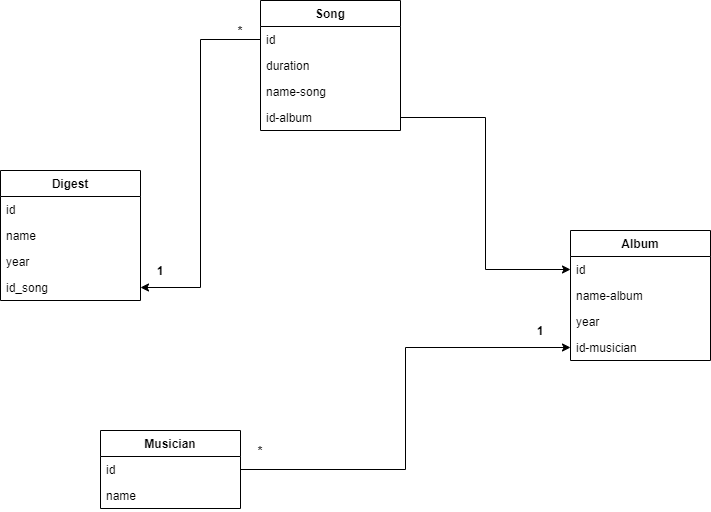 Song
*
id
duration
name-song
id-album
Digest
id
name
year
id_song
1
Album
id
name-album
year
id-musician
1
Musician
*
id
name